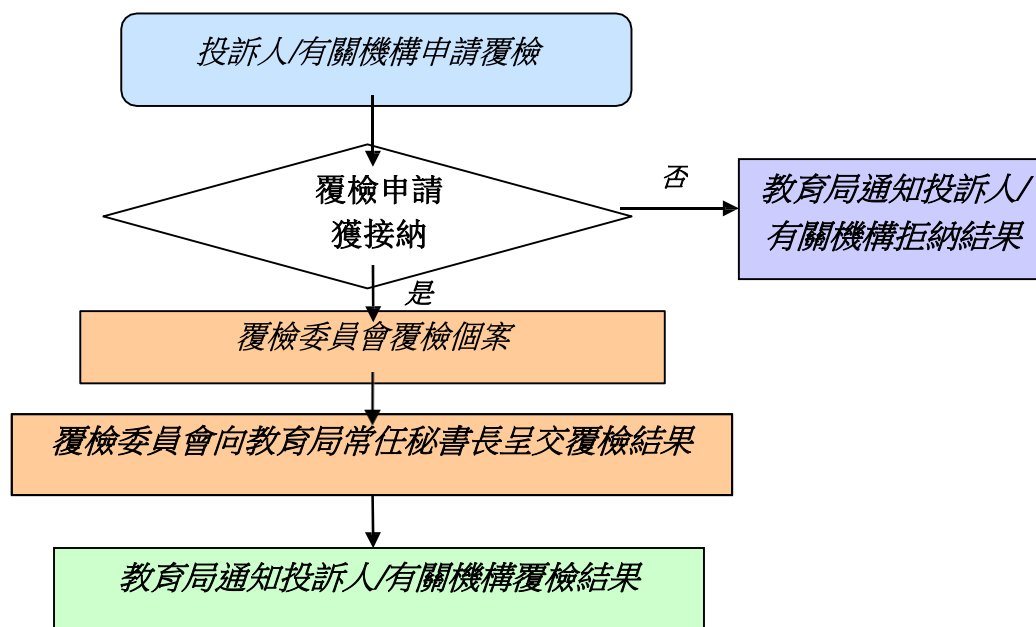 投訴人/有關機構申請覆檢
覆檢申請
獲接納
否
教育局通知投訴人/
有關機構拒納結果
是
覆檢委員會覆檢個案
覆檢委員會向教育局常任秘書長呈交覆檢結果
教育局通知投訴人/有關機構覆檢結果